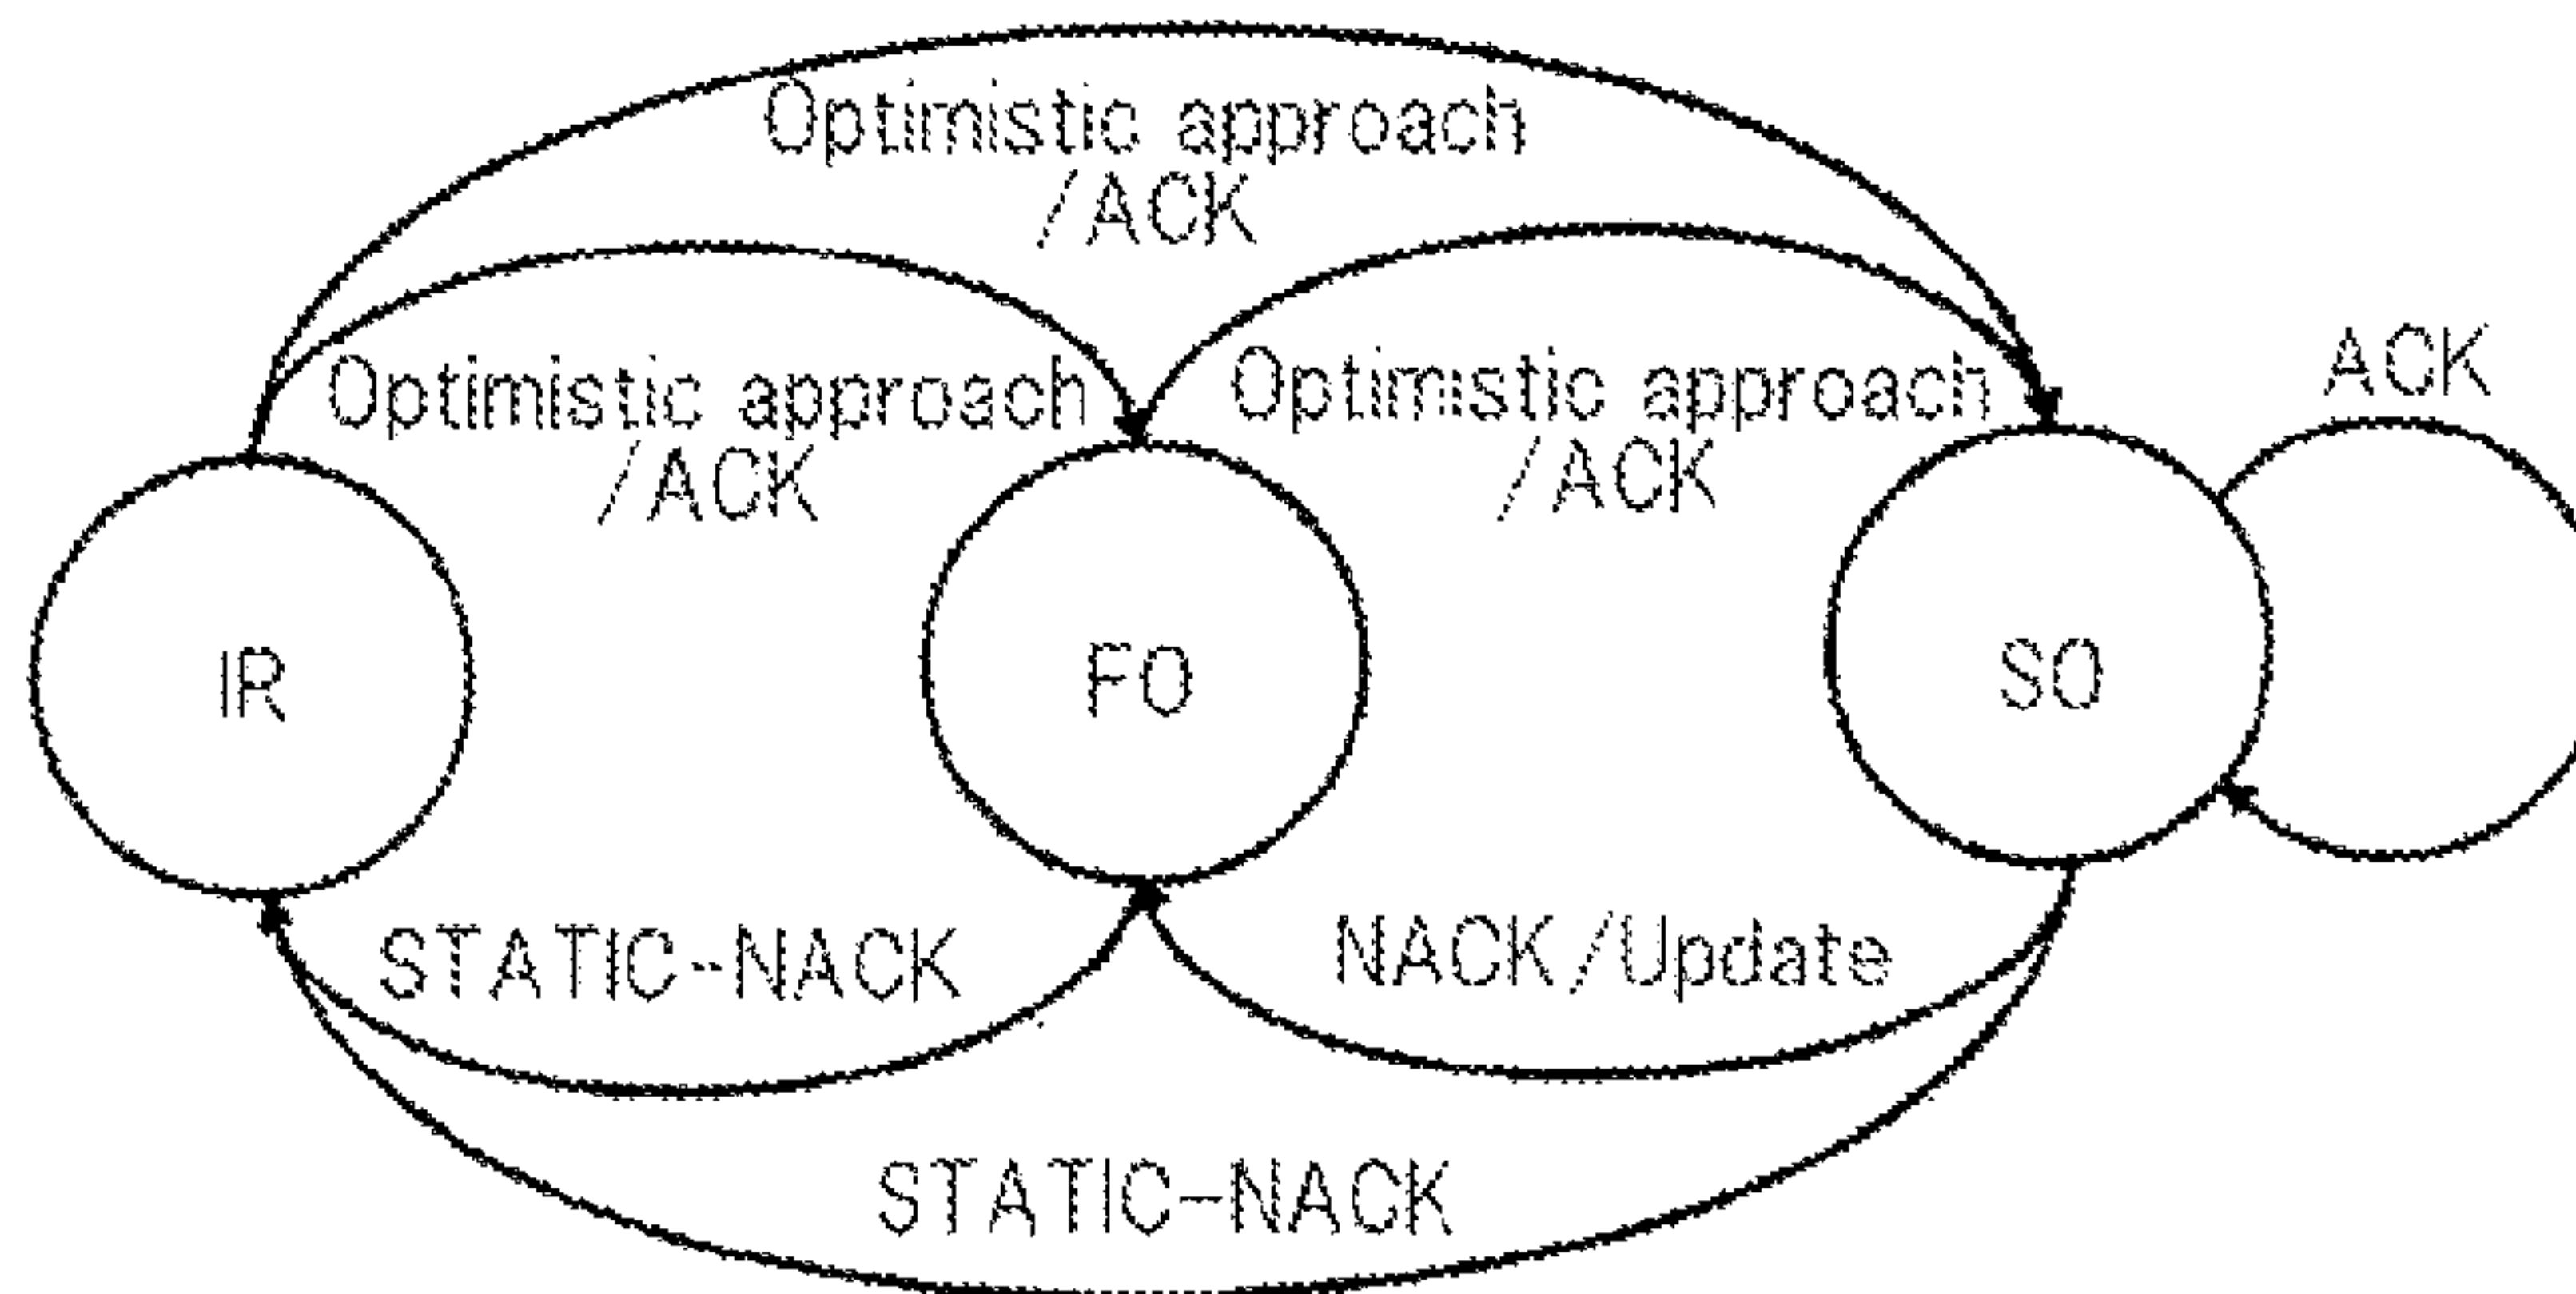 Optimistic approach
/ACK
Optimistic approach
/ACK
Optimistic approach
/ACK
ACK
IR
FO
SO
STATIC-NACK
NACK/Update
STATIC-NACK